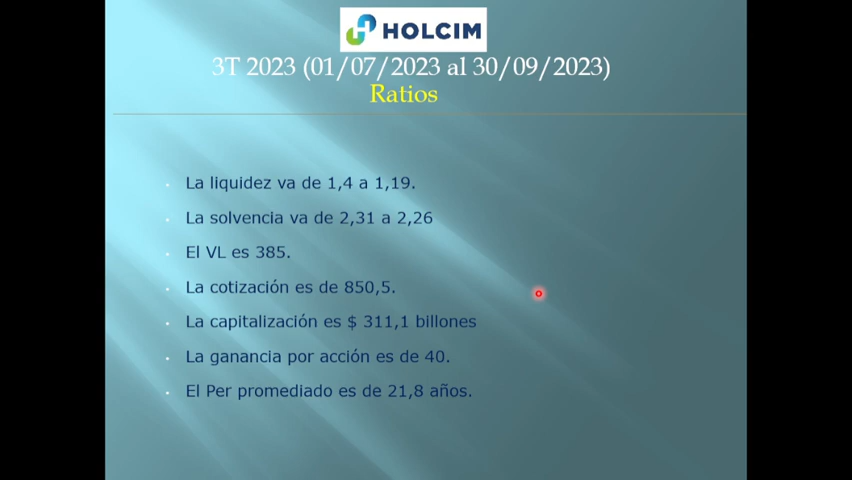 HOLCIM
3T 2023 (01/07/2023 al 30/09/2023)
Ratios
La liquidez va de 1,4 a 1,19.
La solvencia va de 2,31 a 2,26
El VL es 385.
La cotización es de 850,5.
La capitalización es $ 311,1 billones
La ganancia por acción es de 40.
El Per promediado es de 21,8 años.